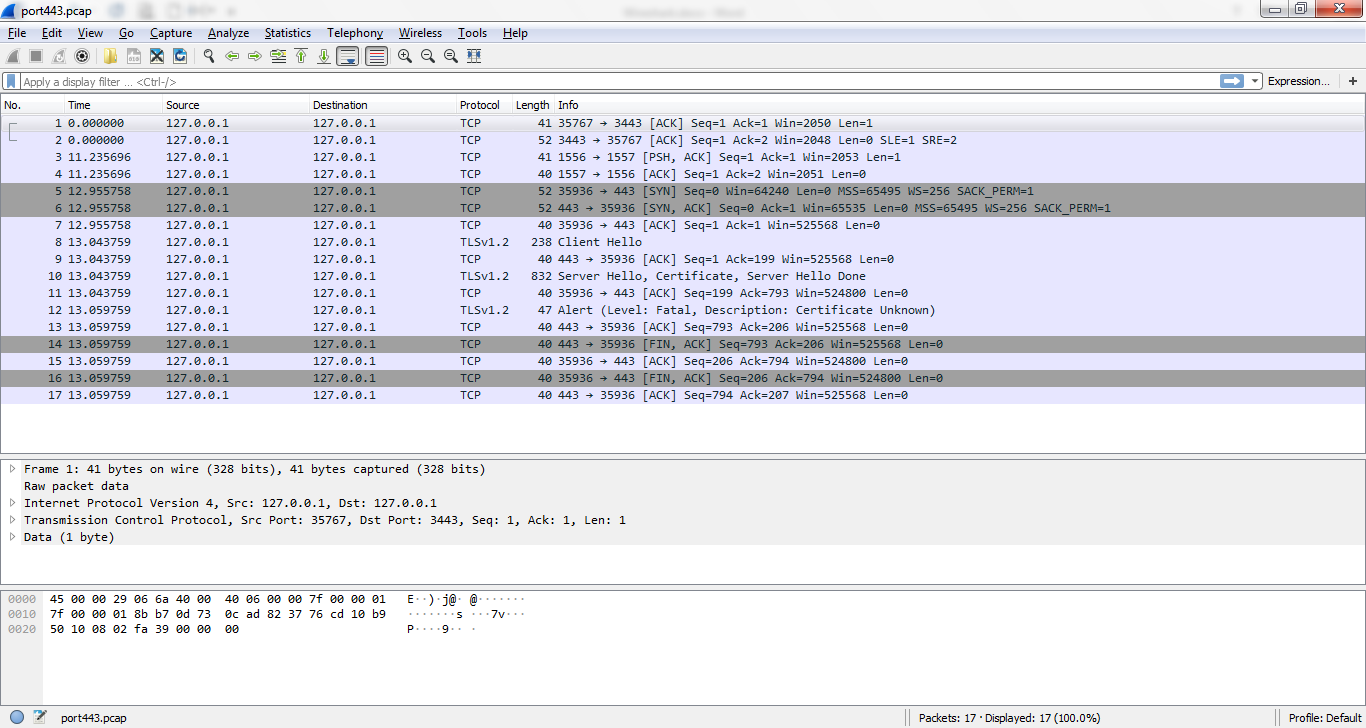 port443.pcap
File Edit View Go Capture Analyze Statistics Telephony Wireless Tools Help
Apply a display filter ... <Ctrl-/> Expression... +
No. Time Source Destination Protocol Length Info
1 0.000000 127.0.0.1 127.0.0.1 TCP 41 35767 → 3443 [ACK] Seq=1 Ack=1 Win=2050 Len=1
2 0.000000 127.0.0.1 127.0.0.1 TCP 52 3443 → 35767 [ACK] Seq=1 Ack=2 Win=2048 Len=0 SLE=1 SRE=2
3 11.235696 127.0.0.1 127.0.0.1 TCP 41 1556 → 1557 [PSH, ACK] Seq=1 Ack=1 Win=2053 Len=1
4 11.235696 127.0.0.1 127.0.0.1 TCP 40 1557 → 1556 [ACK] Seq=1 Ack=2 Win=2051 Len=0
5 12.955758 127.0.0.1 127.0.0.1 TCP 52 35936 → 443 [SYN] Seq=0 Win=64240 Len=0 MSS=65495 WS=256 SACK_PERM=1
6 12.955758 127.0.0.1 127.0.0.1 TCP 52 443 → 35936 [SYN, ACK] Seq=0 Ack=1 Win=65535 Len=0 MSS=65495 WS=256 SACK_PERM=1
7 12.955758 127.0.0.1 127.0.0.1 TCP 40 35936 → 443 [ACK] Seq=1 Ack=1 Win=525568 Len=0
8 13.043759 127.0.0.1 127.0.0.1 TLSv1.2 238 Client Hello
9 13.043759 127.0.0.1 127.0.0.1 TCP 40 443 → 35936 [ACK] Seq=1 Ack=199 Win=525568 Len=0
10 13.043759 127.0.0.1 127.0.0.1 TLSv1.2 832 Server Hello, Certificate, Server Hello Done
11 13.043759 127.0.0.1 127.0.0.1 TCP 40 35936 → 443 [ACK] Seq=199 Ack=793 Win=524800 Len=0
12 13.059759 127.0.0.1 127.0.0.1 TLSv1.2 47 Alert (Level: Fatal, Description: Certificate Unknown)
13 13.059759 127.0.0.1 127.0.0.1 TCP 40 443 → 35936 [ACK] Seq=793 Ack=206 Win=525568 Len=0
14 13.059759 127.0.0.1 127.0.0.1 TCP 40 443 → 35936 [FIN, ACK] Seq=793 Ack=206 Win=525568 Len=0
15 13.059759 127.0.0.1 127.0.0.1 TCP 40 35936 → 443 [ACK] Seq=206 Ack=794 Win=524800 Len=0
16 13.059759 127.0.0.1 127.0.0.1 TCP 40 35936 → 443 [FIN, ACK] Seq=206 Ack=794 Win=524800 Len=0
17 13.059759 127.0.0.1 127.0.0.1 TCP 40 443 → 35936 [ACK] Seq=794 Ack=207 Win=525568 Len=0
Frame 1: 41 bytes on wire (328 bits), 41 bytes captured (328 bits)
Raw packet data
Internet Protocol Version 4, Src: 127.0.0.1, Dst: 127.0.0.1
Transmission Control Protocol, Src Port: 35767, Dst Port: 3443, Seq: 1, Ack: 1, Len: 1
Data (1 byte)
0000 45 00 00 29 06 6a 40 00 40 06 00 00 7f 00 00 01 E··)·j@· @·······
0010 7f 00 00 01 8b b7 0d 73 0c ad 82 37 76 cd 10 b9 ·······s ···7v···
0020 50 10 08 02 fa 39 00 00 00 P····9·· ·
port443.pcap Packets: 17 · Displayed: 17 (100.0%) Profile: Default